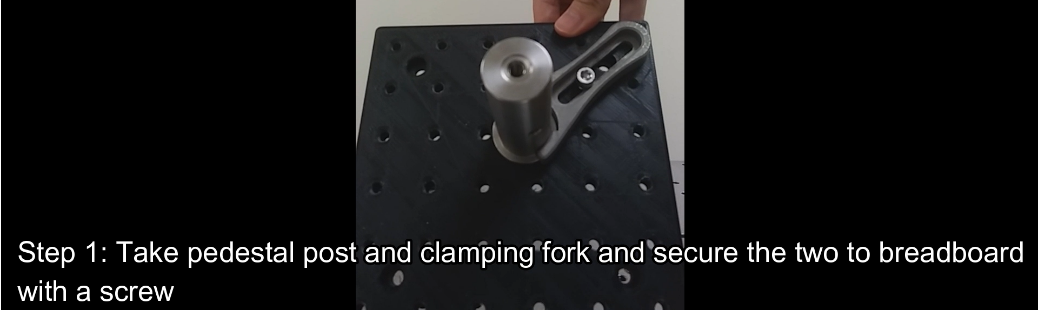 Step 1: Take pedestal post and clamping fork and secure the two to breadboard
with a screw